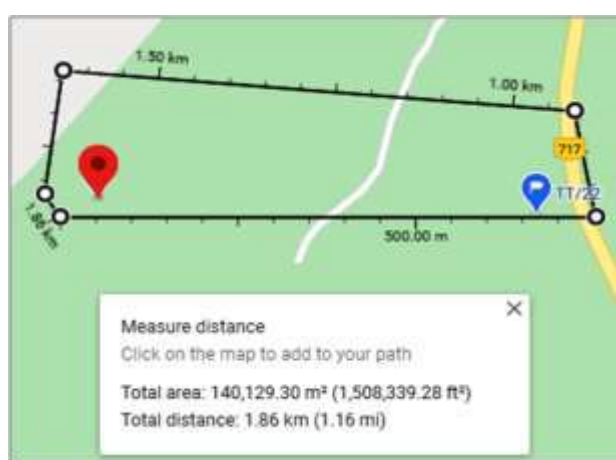 1.50 km
1.00 km
717
TT/22
1.86 km
500.00 m
Measure distance
Click on the map to add to your path
Total area: 140,129.30 m² (1,508,339.28 ft²)
Total distance: 1.86 km (1.16 mi)